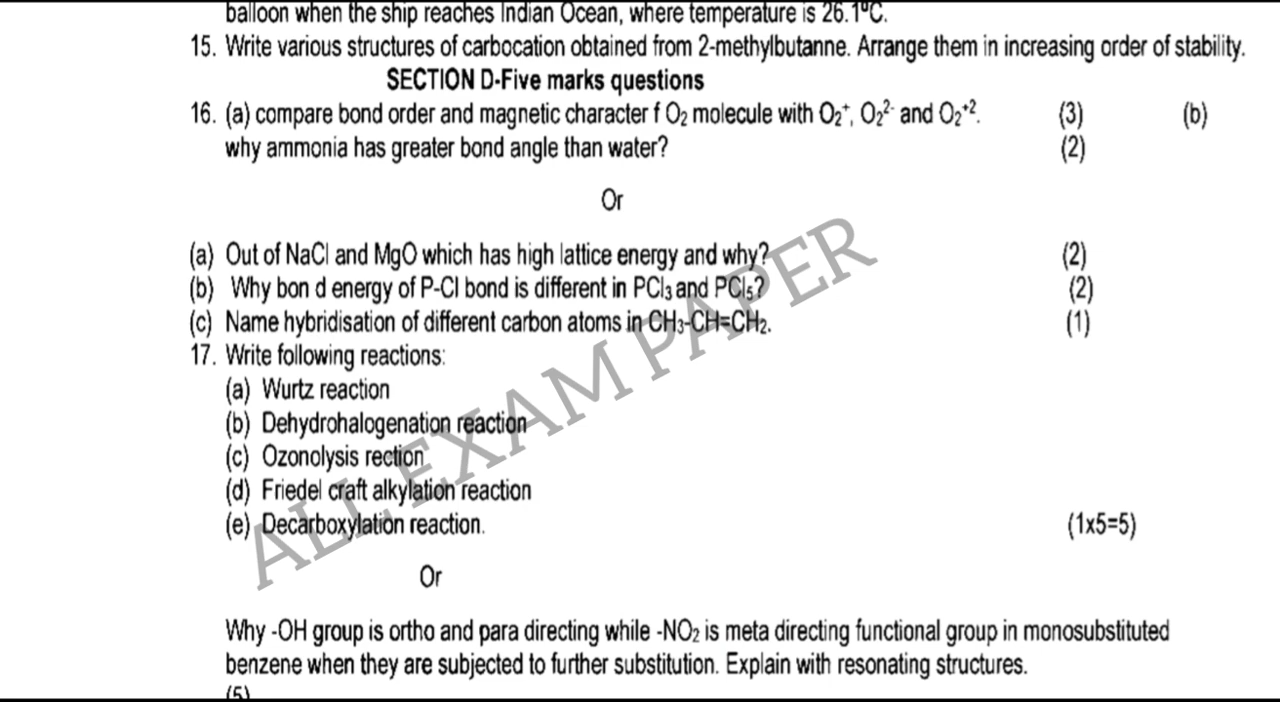 balloon when the ship reaches Indian Ocean, where temperature is 26.1⁰C.
15. Write various structures of carbocation obtained from 2-methylbutanne. Arrange them in increasing order of stability.
SECTION D-Five marks questions
16. (a) compare bond order and magnetic character f O₂ molecule with O₂⁺, O₂²⁻ and O₂⁺². (3) (b)
why ammonia has greater bond angle than water? (2)
Or
(a) Out of NaCl and MgO which has high lattice energy and why? (2)
(b) Why bon d energy of P-Cl bond is different in PCl₃ and PCl₅? (2)
(c) Name hybridisation of different carbon atoms in CH₃-CH=CH₂. (1)
17. Write following reactions:
(a) Wurtz reaction
(b) Dehydrohalogenation reaction
(c) Ozonolysis rection
(d) Friedel craft alkylation reaction
(e) Decarboxylation reaction. (1x5=5)
Or
Why -OH group is ortho and para directing while -NO₂ is meta directing functional group in monosubstituted
benzene when they are subjected to further substitution. Explain with resonating structures.
(5)
ALL EXAM PAPER